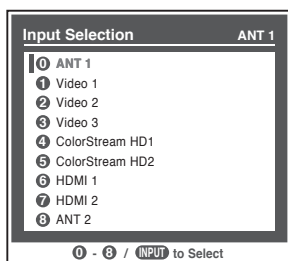 Input Selection ANT 1
0 ANT 1
1 Video 1
2 Video 2
3 Video 3
4 ColorStream HD1
5 ColorStream HD2
6 HDMI 1
7 HDMI 2
8 ANT 2
0 - 8 / INPUT to Select